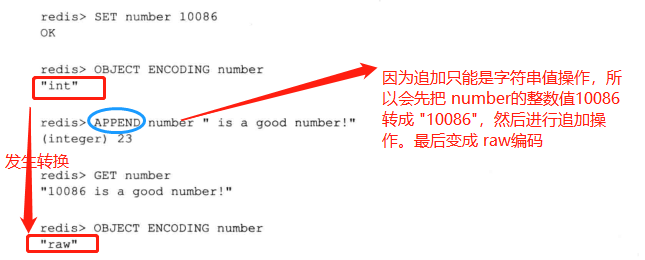 redis> SET number 10086
OK
redis> OBJECT ENCODING number
"int"
redis> APPEND number " is a good number!"
(integer) 23
redis> GET number
"10086 is a good number!"
redis> OBJECT ENCODING number
"raw"
发生转换
因为追加只能是字符串值操作，所
以会先把 number的整数值10086
转成 "10086"，然后进行追加操
作。最后变成 raw编码